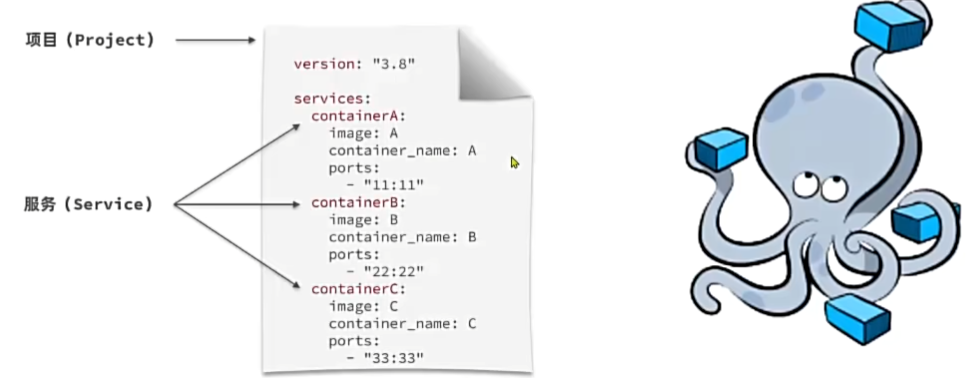 项目 (Project)
version: "3.8"
services:
containerA:
image: A
container_name: A
ports:
- "11:11"
服务 (Service)
containerB:
image: B
container_name: B
ports:
- "22:22"
containerC:
image: C
container_name: C
ports:
- "33:33"